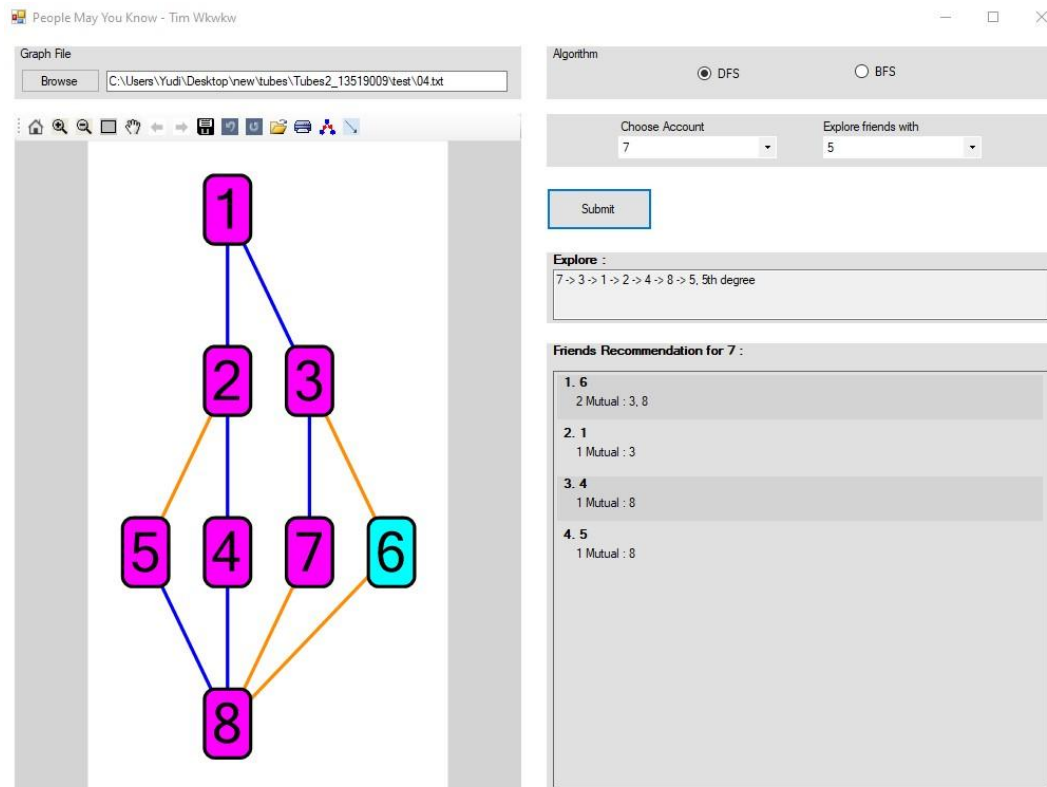 People May You Know - Tim Wkwkw
Graph File
Browse
C:\Users\Yudi\Desktop\new\tubes\Tubes2_13519009\test\04.txt
Algorithm
DFS
BFS
Choose Account
7
Explore friends with
5
Submit
Explore :
7 -> 3 -> 1 -> 2 -> 4 -> 8 -> 5, 5th degree
Friends Recommendation for 7 :
1. 6
2 Mutual : 3, 8
2. 1
1 Mutual : 3
3. 4
1 Mutual : 8
4. 5
1 Mutual : 8
1
2 3
5 4 7 6
8